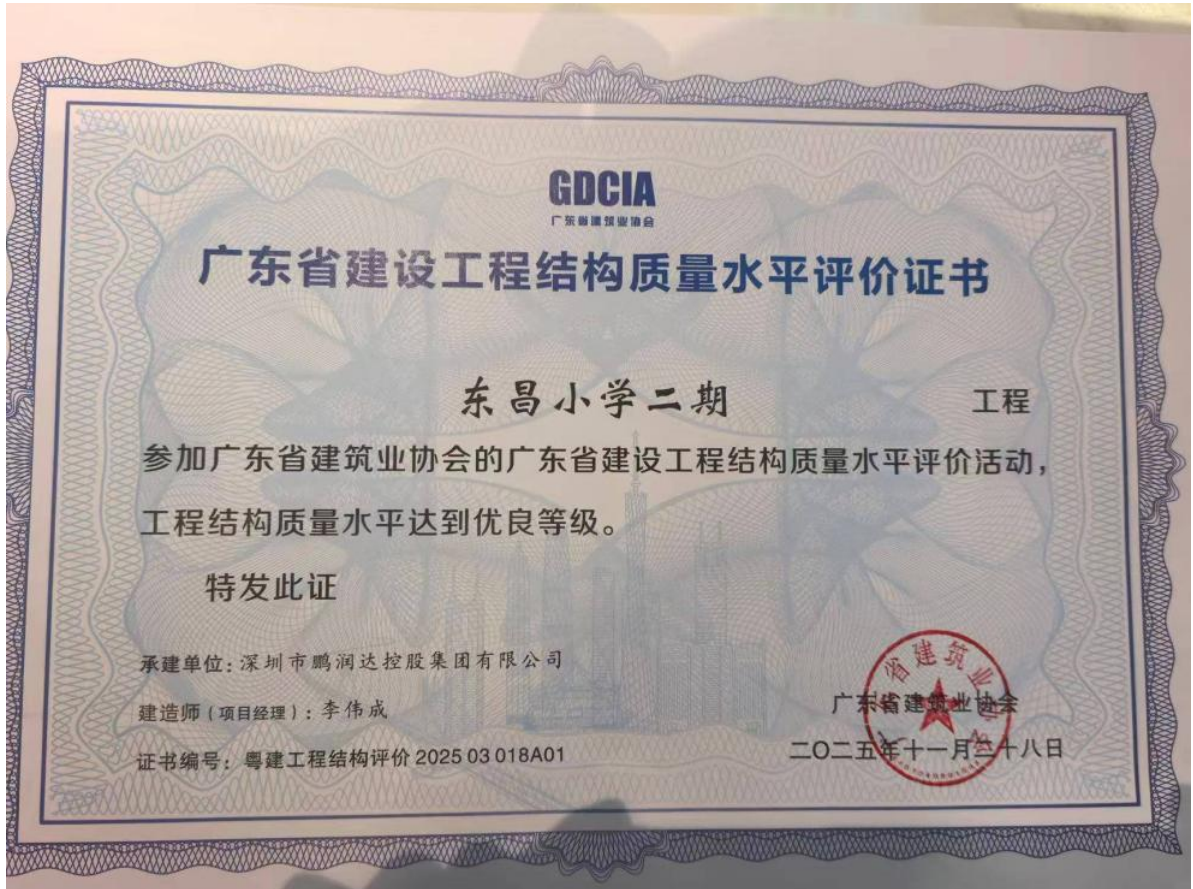 GDCIA
广东省建筑业协会
广东省建设工程结构质量水平评价证书
东昌小学二期 工程
参加广东省建筑业协会的广东省建设工程结构质量水平评价活动，
工程结构质量水平达到优良等级。
特发此证
承建单位：深圳市鹏润达控股集团有限公司
建造师（项目经理）：李伟成
证书编号：粤建工程结构评价 2025 03 018A01
广东省建筑业协会
二〇二五年十一月二十八日